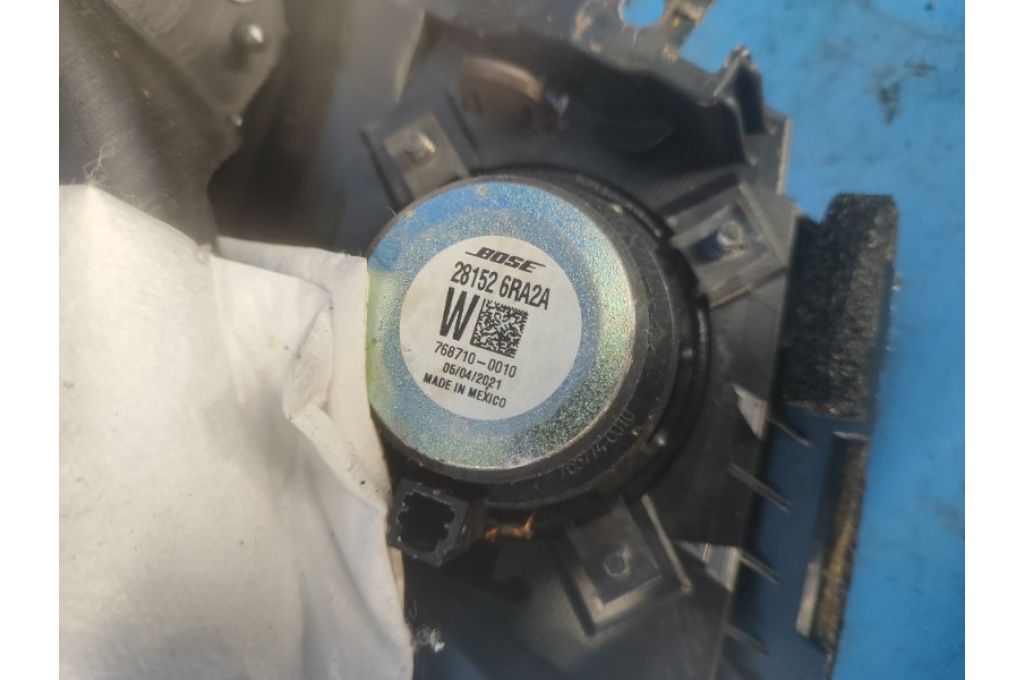 BOSE
28152 6RA2A
W
768710-0010
05/04/2021
MADE IN MEXICO